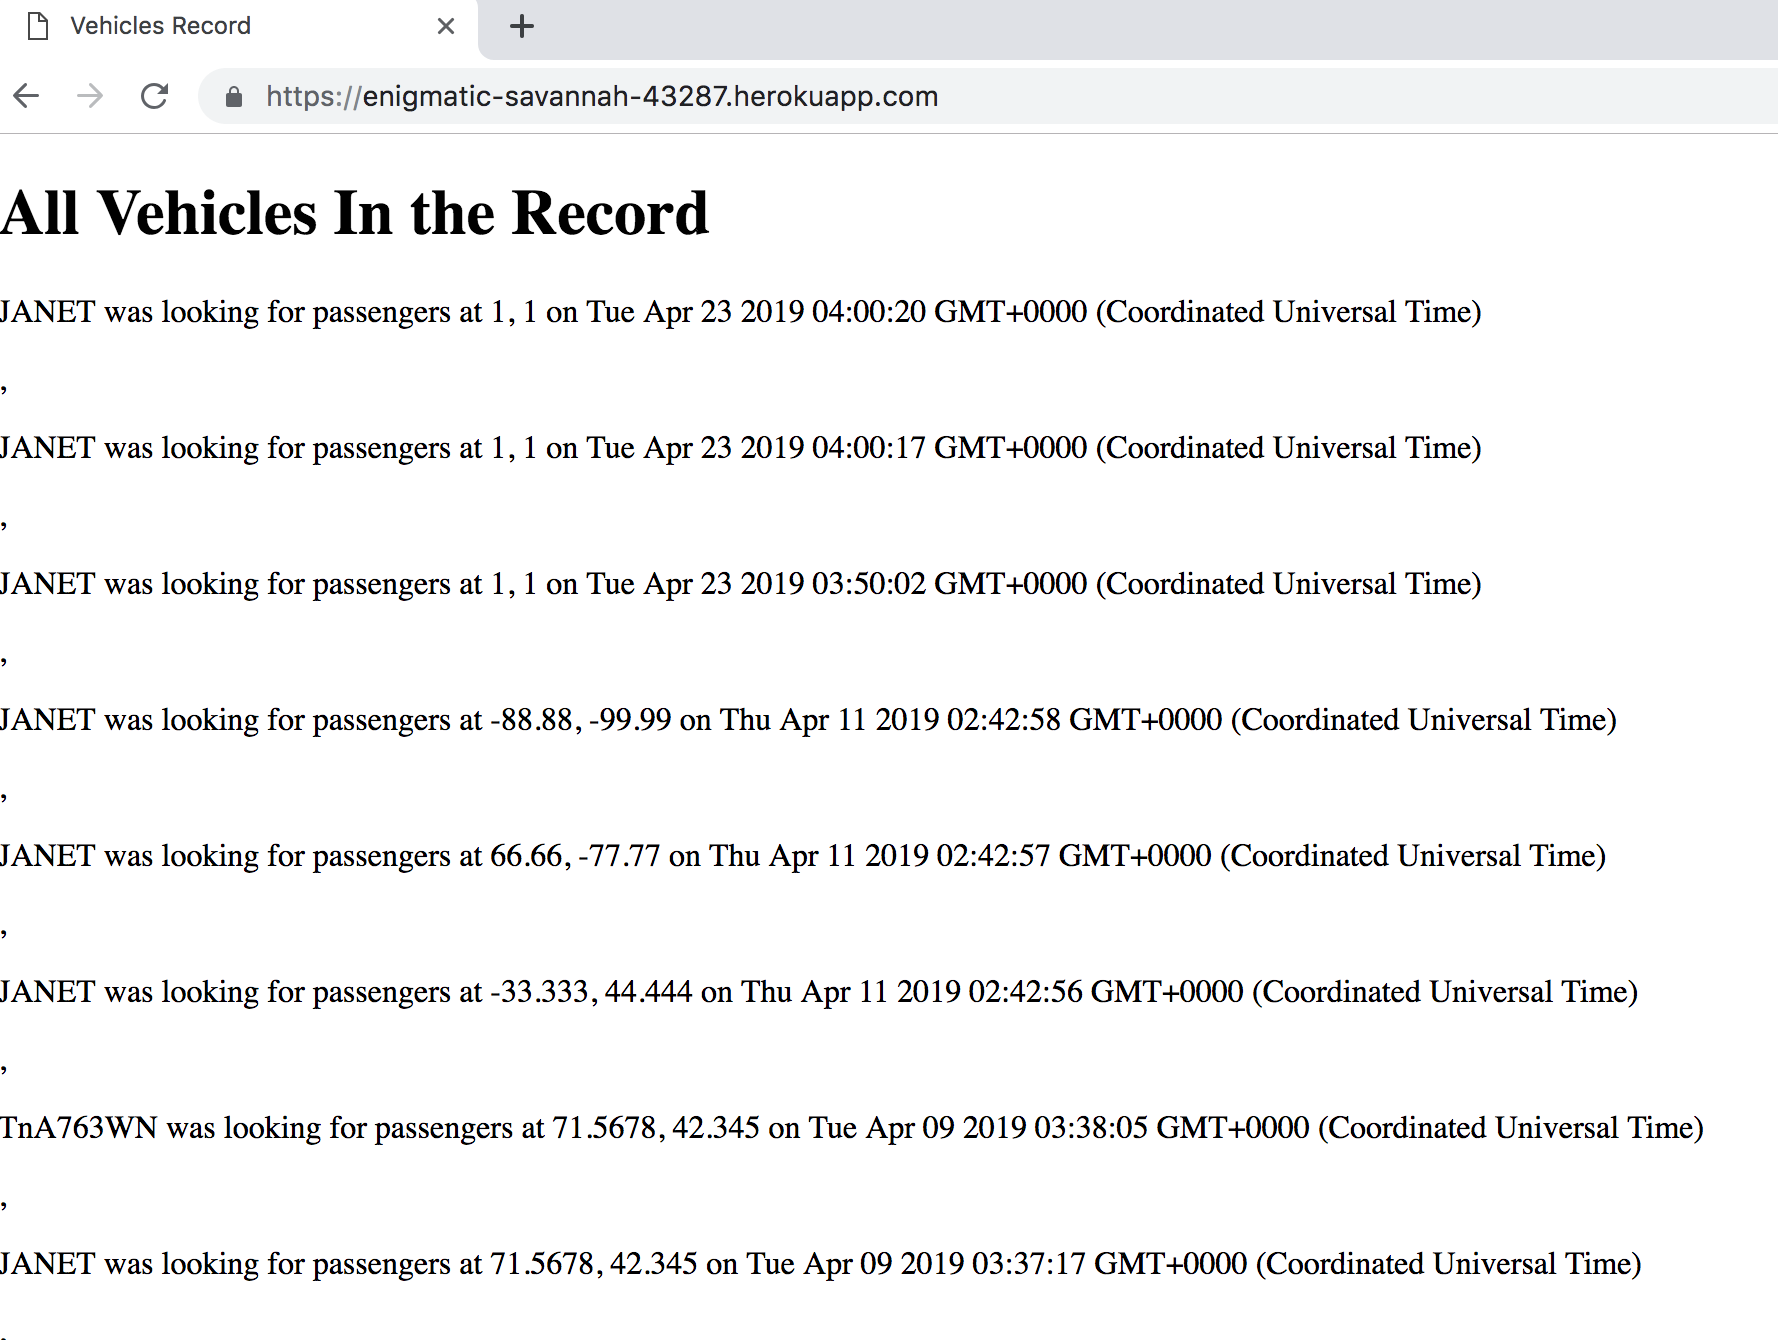 Vehicles Record
https://enigmatic-savannah-43287.herokuapp.com
All Vehicles In the Record
JANET was looking for passengers at 1, 1 on Tue Apr 23 2019 04:00:20 GMT+0000 (Coordinated Universal Time)
,
JANET was looking for passengers at 1, 1 on Tue Apr 23 2019 04:00:17 GMT+0000 (Coordinated Universal Time)
,
JANET was looking for passengers at 1, 1 on Tue Apr 23 2019 03:50:02 GMT+0000 (Coordinated Universal Time)
,
JANET was looking for passengers at -88.88, -99.99 on Thu Apr 11 2019 02:42:58 GMT+0000 (Coordinated Universal Time)
,
JANET was looking for passengers at 66.66, -77.77 on Thu Apr 11 2019 02:42:57 GMT+0000 (Coordinated Universal Time)
,
JANET was looking for passengers at -33.333, 44.444 on Thu Apr 11 2019 02:42:56 GMT+0000 (Coordinated Universal Time)
,
TnA763WN was looking for passengers at 71.5678, 42.345 on Tue Apr 09 2019 03:38:05 GMT+0000 (Coordinated Universal Time)
,
JANET was looking for passengers at 71.5678, 42.345 on Tue Apr 09 2019 03:37:17 GMT+0000 (Coordinated Universal Time)
,